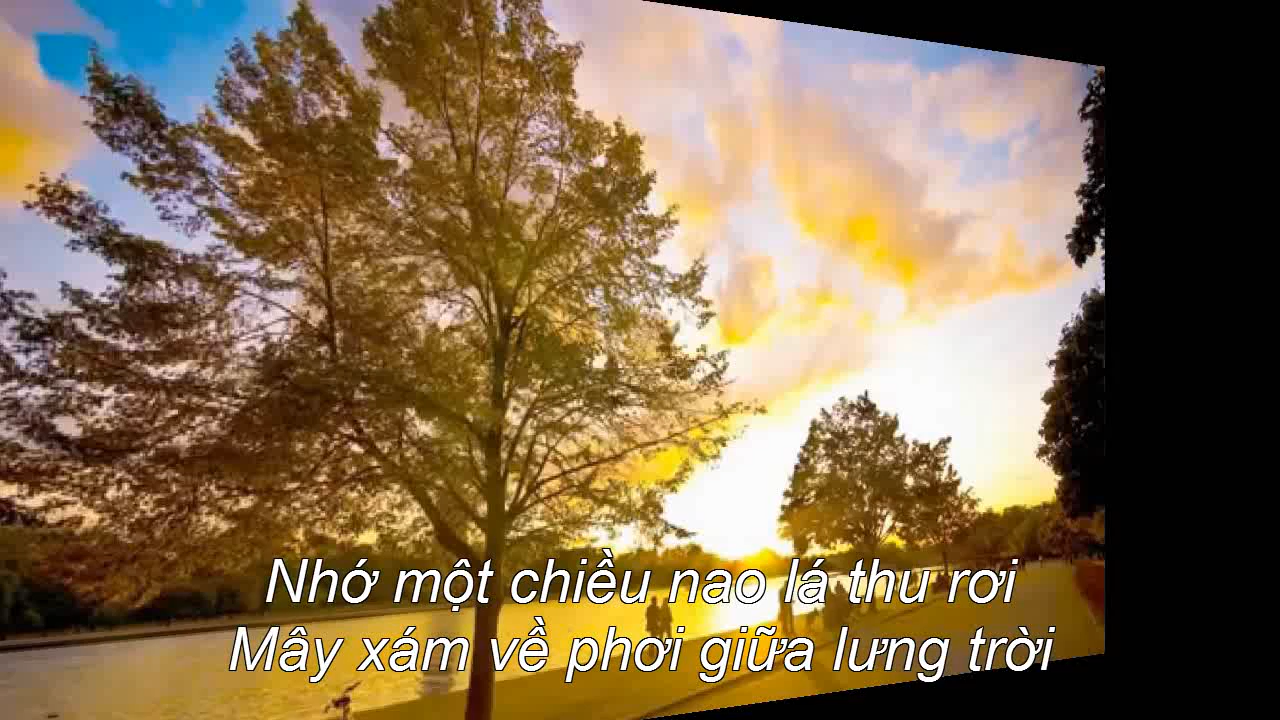 Nhớ một chiều nao lá thu rơi
Mây xám về phơi giữa lưng trời